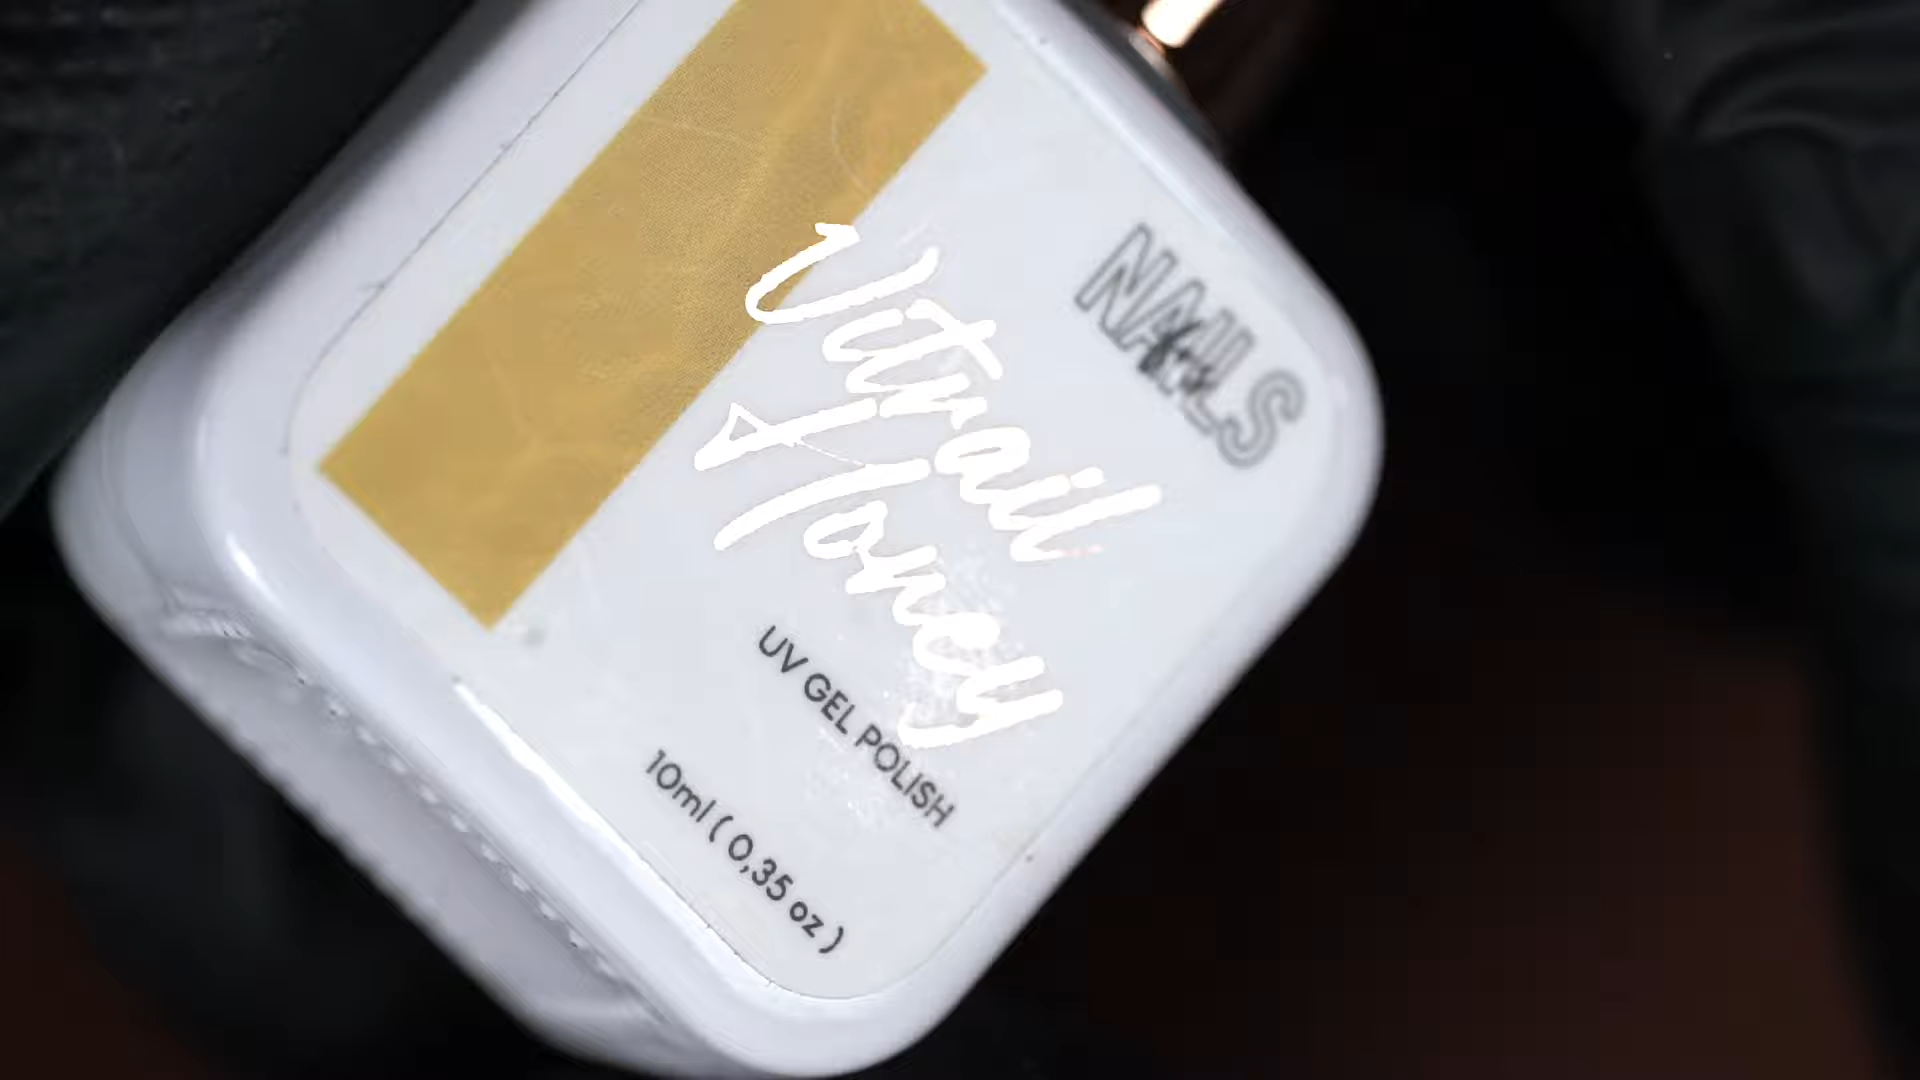 NAILS
Vitrail
Honey
UV GEL POLISH
10ml ( 0,35 oz )